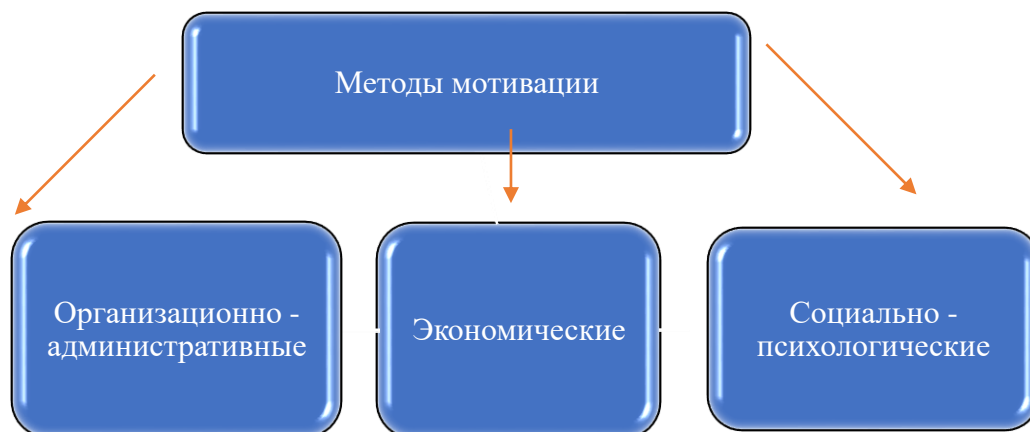 Методы мотивации
Организационно -
административные
Экономические
Социально -
психологические